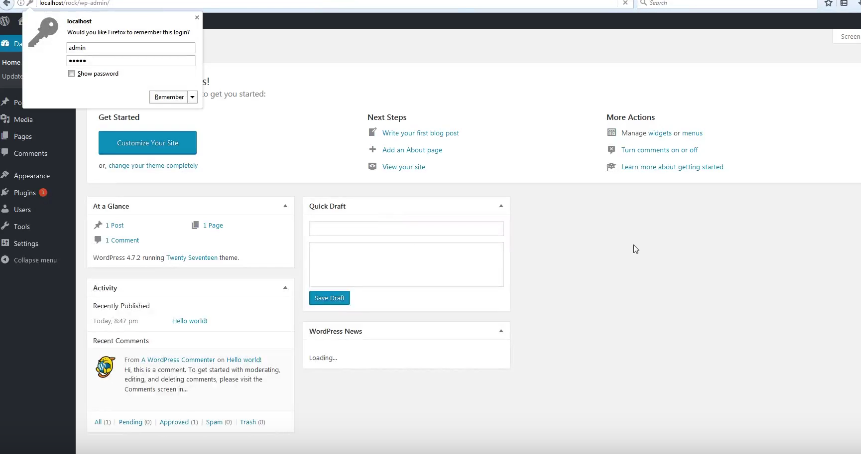 localhost/rock/wp-admin/
Search
localhost
Would you like Firefox to remember this login?
admin
•••••
Show password
Remember
Screen
Da
Home
Update
Po
Media
Pages
Comments
Appearance
Plugins 1
Users
Tools
Settings
Collapse menu
s!
to get you started:
Get Started
Customize Your Site
or, change your theme completely
Next Steps
Write your first blog post
Add an About page
View your site
More Actions
Manage widgets or menus
Turn comments on or off
Learn more about getting started
At a Glance
1 Post
1 Page
1 Comment
WordPress 4.7.2 running Twenty Seventeen theme.
Activity
Recently Published
Today, 8:47 pm
Hello world!
Recent Comments
From A WordPress Commenter on Hello world!
Hi, this is a comment. To get started with moderating,
editing, and deleting comments, please visit the
Comments screen in...
All (1) | Pending (0) | Approved (1) | Spam (0) | Trash (0)
Quick Draft
Save Draft
WordPress News
Loading...